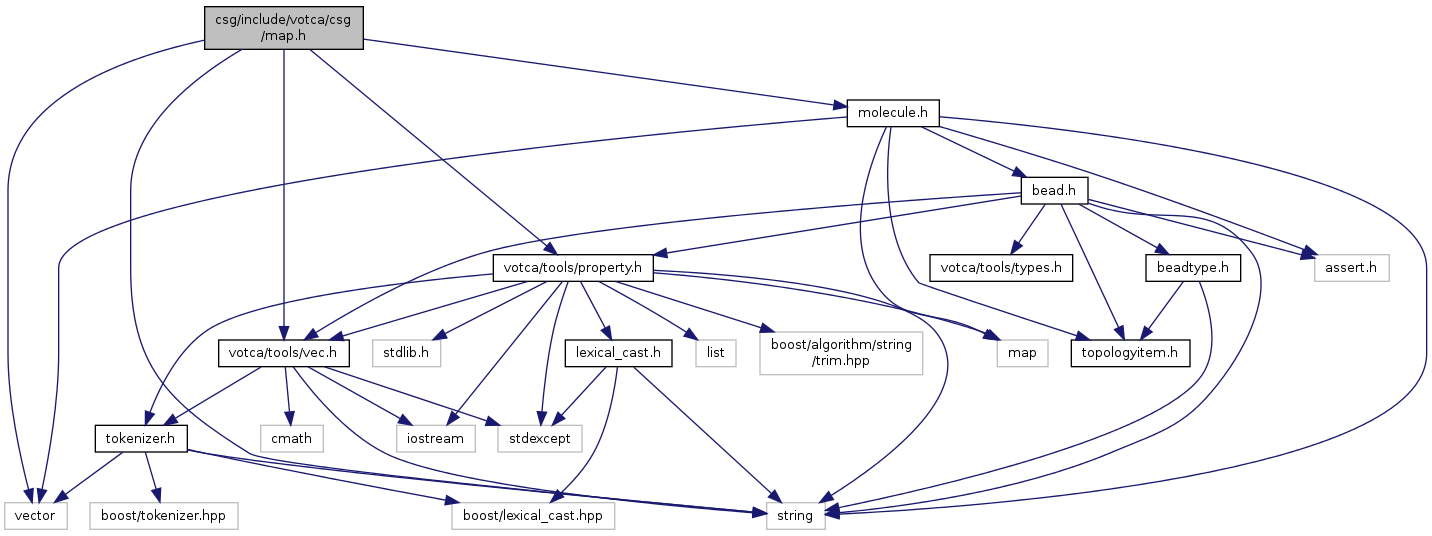 csg/include/votca/csg
/map.h
molecule.h
bead.h
votca/tools/property.h
votca/tools/types.h
beadtype.h
assert.h
votca/tools/vec.h
stdlib.h
lexical_cast.h
list
boost/algorithm/string
/trim.hpp
map
topologyitem.h
tokenizer.h
cmath
iostream
stdexcept
vector
boost/tokenizer.hpp
boost/lexical_cast.hpp
string